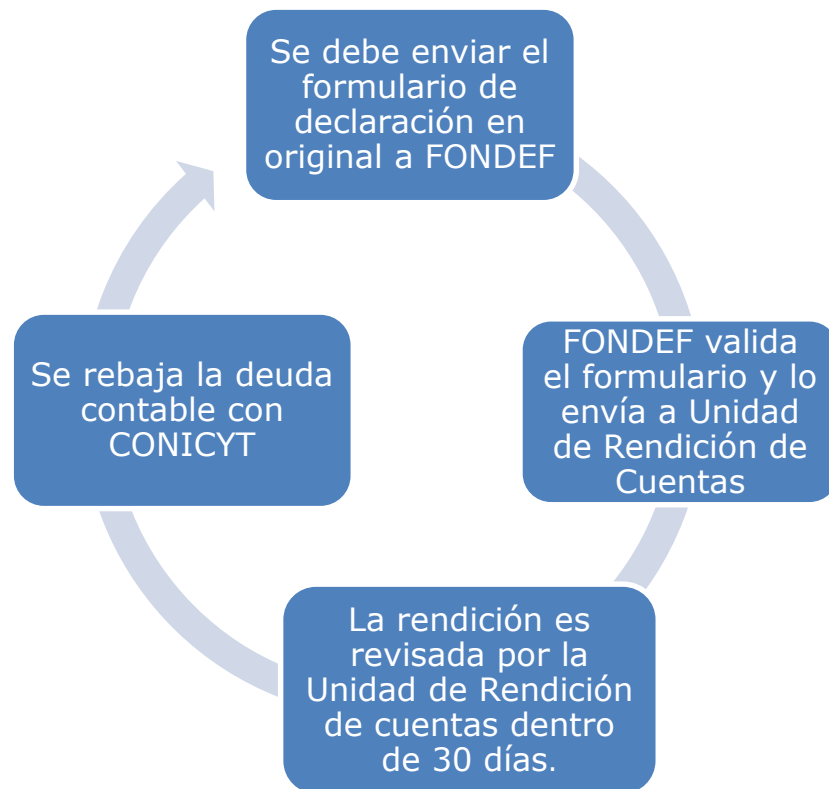 Se debe enviar el
formulario de
declaración en
original a FONDEF
FONDEF valida
el formulario y lo
envía a Unidad
de Rendición de
Cuentas
La rendición es
revisada por la
Unidad de Rendición
de cuentas dentro
de 30 días.
Se rebaja la deuda
contable con
CONICYT